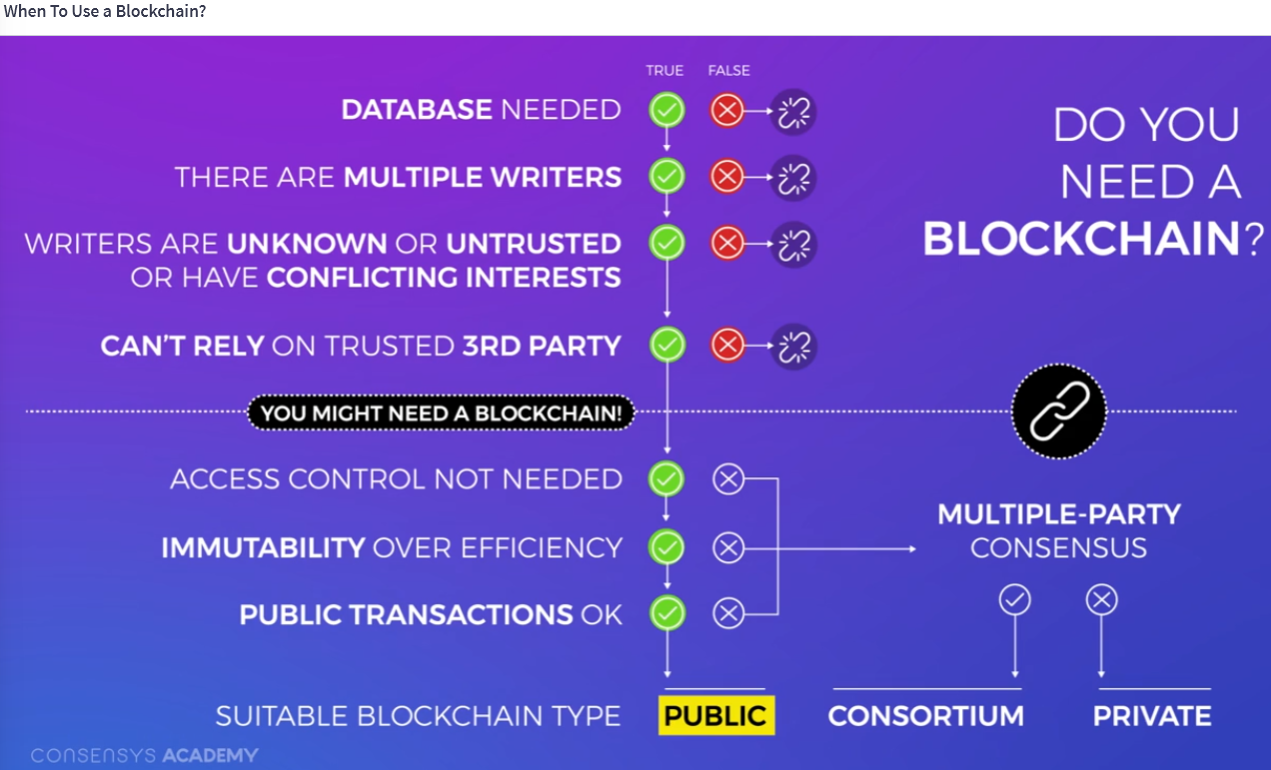 When To Use a Blockchain?
TRUE FALSE
DATABASE NEEDED
THERE ARE MULTIPLE WRITERS
WRITERS ARE UNKNOWN OR UNTRUSTED
OR HAVE CONFLICTING INTERESTS
CAN'T RELY ON TRUSTED 3RD PARTY
DO YOU
NEED A
BLOCKCHAIN?
YOU MIGHT NEED A BLOCKCHAIN!
ACCESS CONTROL NOT NEEDED
IMMUTABILITY OVER EFFICIENCY
PUBLIC TRANSACTIONS OK
MULTIPLE-PARTY
CONSENSUS
SUITABLE BLOCKCHAIN TYPE PUBLIC CONSORTIUM PRIVATE
CONSENSYS ACADEMY